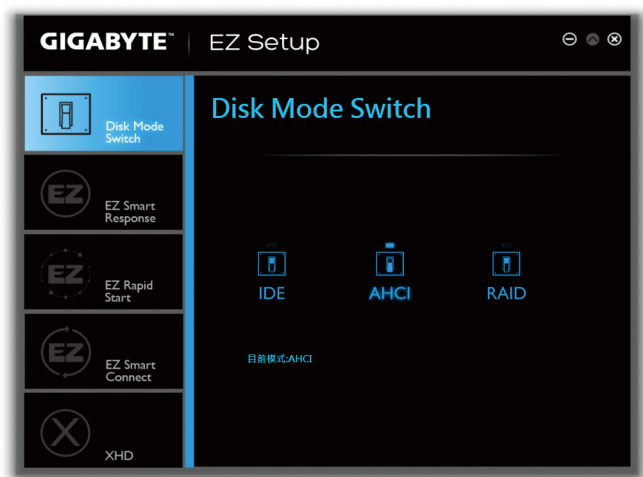 GIGABYTE™ EZ Setup
Disk Mode
Switch
EZ
EZ Smart
Response
EZ
EZ Rapid
Start
EZ
EZ Smart
Connect
X
XHD
Disk Mode Switch
IDE AHCI RAID
目前模式:AHCI